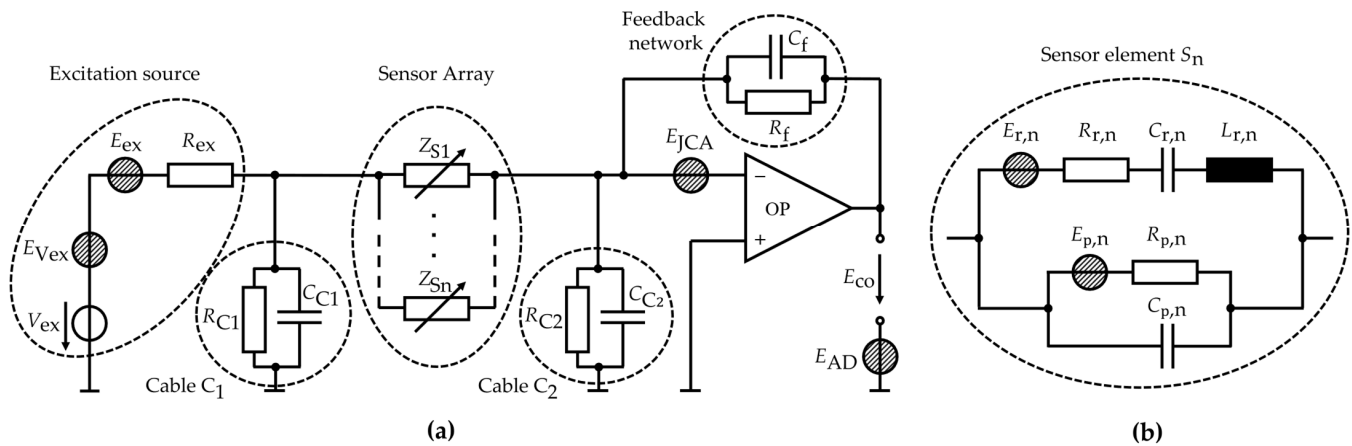 Excitation source
Sensor Array
Feedback
network
Cf
Rf
Eex
Rex
EVex
Vex
RC1
CC1
Cable C1
ZS1
ZSn
RC2
CC2
Cable C2
EJCA
−
OP
+
Eco
EAD
(a)
Sensor element Sn
Er,n
Rr,n
Cr,n
Lr,n
Ep,n
Rp,n
Cp,n
(b)